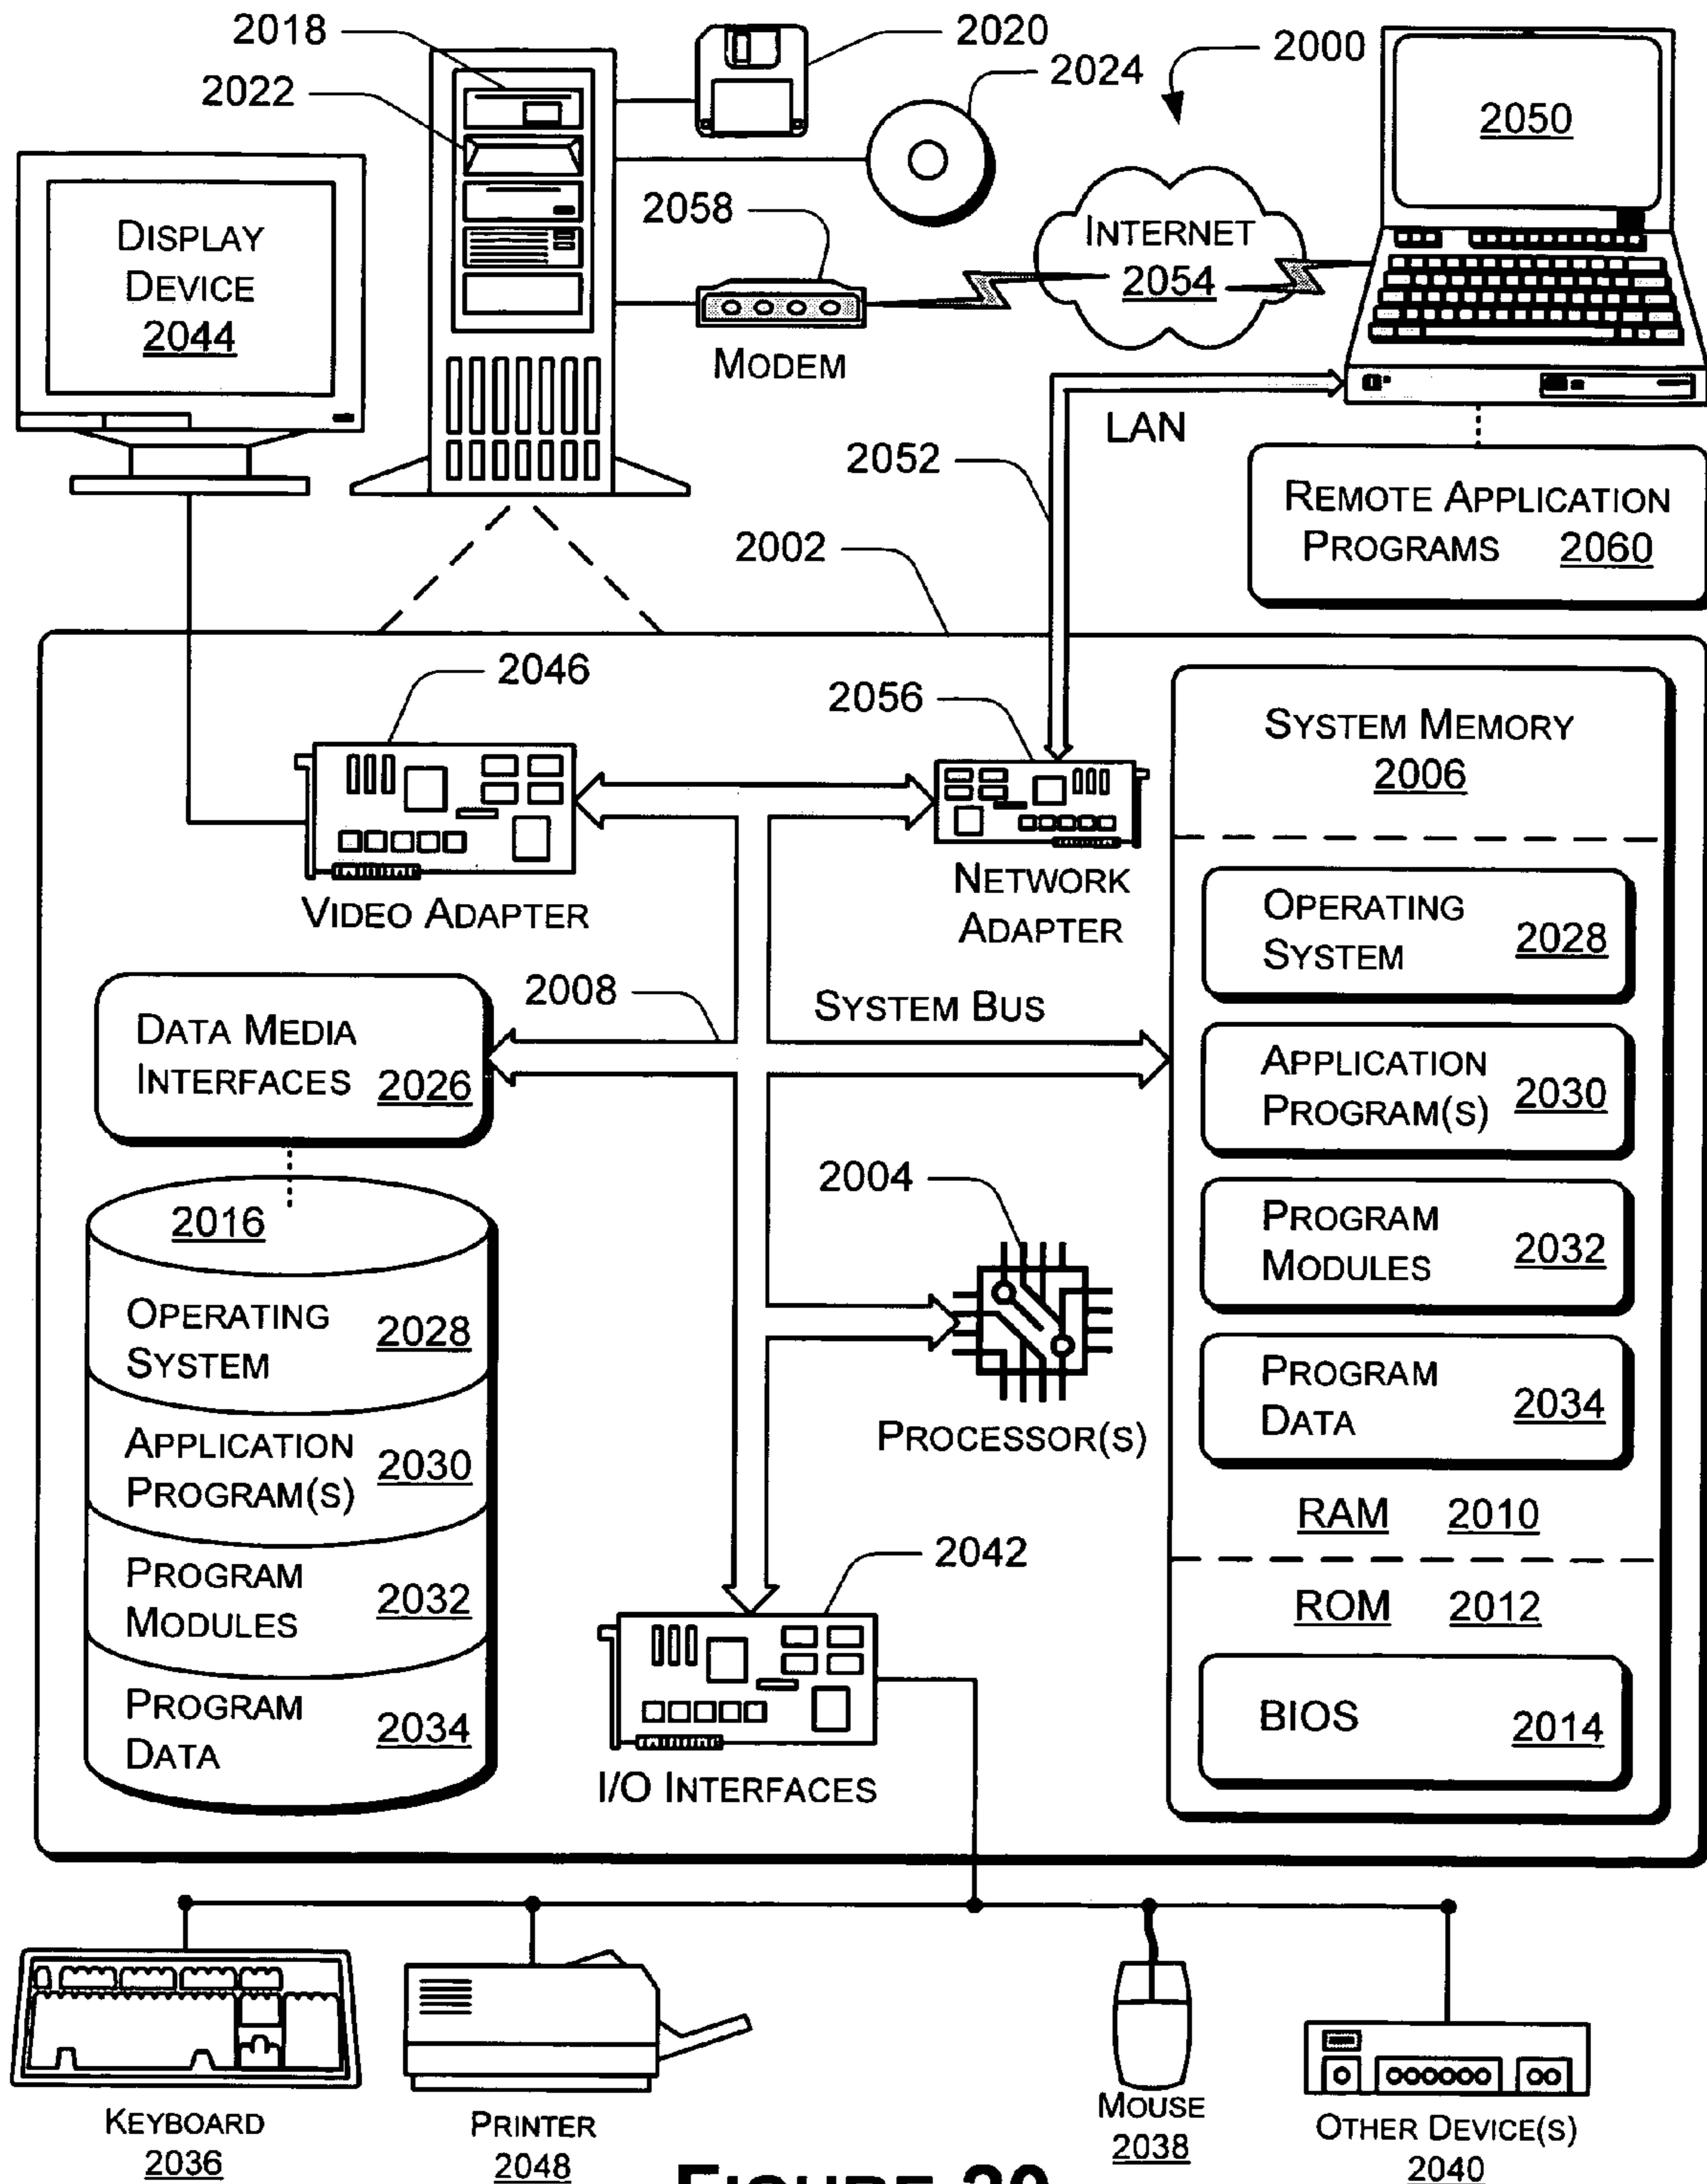 2018
2020
2000
2022
2024
2050
DISPLAY
DEVICE
2044
2058
INTERNET
2054
MODEM
LAN
2052
REMOTE APPLICATION
PROGRAMS 2060
2002
2046
2056
SYSTEM MEMORY
2006
VIDEO ADAPTER
NETWORK
ADAPTER
OPERATING
SYSTEM 2028
2008
SYSTEM BUS
DATA MEDIA
INTERFACES 2026
APPLICATION
PROGRAM(S) 2030
2004
PROGRAM
MODULES 2032
2016
OPERATING
SYSTEM 2028
PROGRAM
DATA 2034
PROCESSOR(S)
APPLICATION
PROGRAM(S) 2030
RAM 2010
2042
PROGRAM
MODULES 2032
ROM 2012
PROGRAM
DATA 2034
BIOS 2014
I/O INTERFACES
KEYBOARD
2036
PRINTER
2048
MOUSE
2038
OTHER DEVICE(S)
2040
FIGURE 20